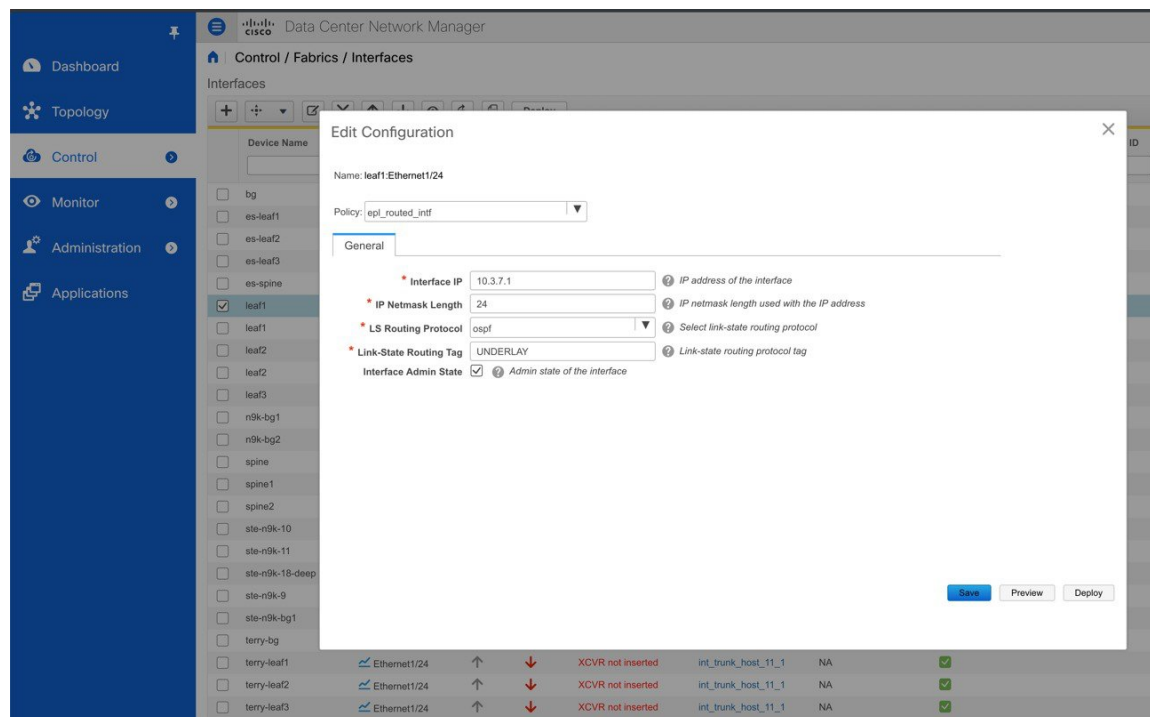 cisco Data Center Network Manager
Control / Fabrics / Interfaces
Interfaces
Dashboard
Topology
Control
Monitor
Administration
Applications
Deploy
Device Name
ID
bg
es-leaf1
es-leaf2
es-leaf3
es-spine
leaf1
leaf1
leaf2
leaf2
leaf3
n9k-bg1
n9k-bg2
spine
spine1
spine2
ste-n9k-10
ste-n9k-11
ste-n9k-18-deep
ste-n9k-9
ste-n9k-bg1
terry-bg
Edit Configuration
Name: leaf1:Ethernet1/24
Policy: epl_routed_intf
General
* Interface IP 10.3.7.1 IP address of the interface
* IP Netmask Length 24 IP netmask length used with the IP address
* LS Routing Protocol ospf Select link-state routing protocol
* Link-State Routing Tag UNDERLAY Link-state routing protocol tag
Interface Admin State Admin state of the interface
Save Preview Deploy
terry-leaf1 Ethernet1/24 XCVR not inserted int_trunk_host_11_1 NA
terry-leaf2 Ethernet1/24 XCVR not inserted int_trunk_host_11_1 NA
terry-leaf3 Ethernet1/24 XCVR not inserted int_trunk_host_11_1 NA